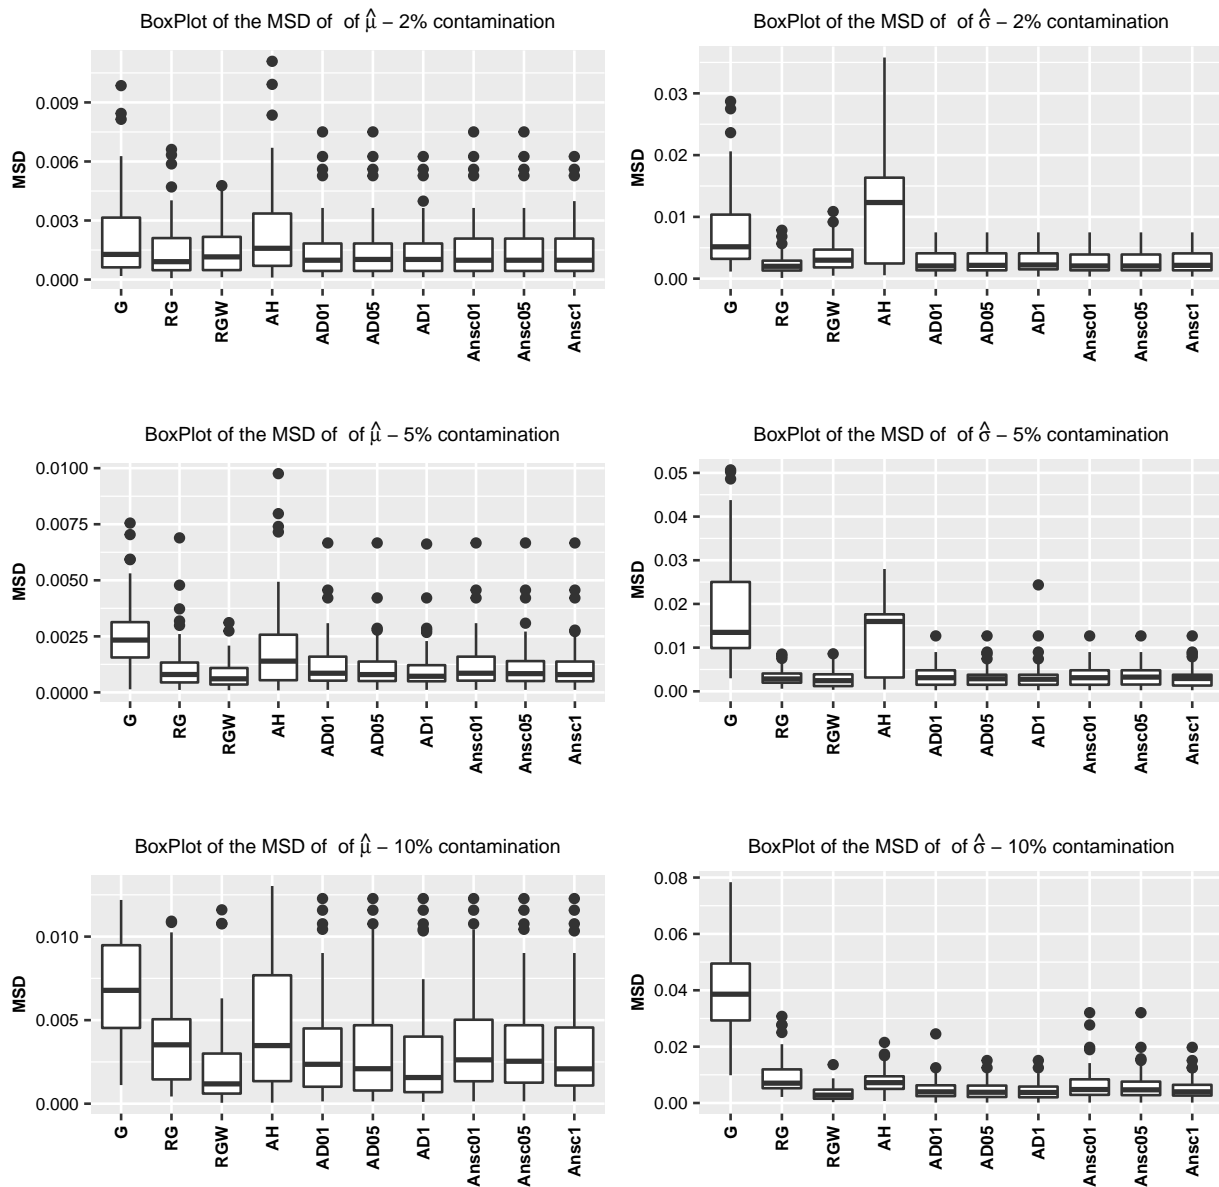 BoxPlot of the MSD of of μ̂ – 2% contamination
MSD
0.009
0.006
0.003
0.000
G RG RGW AH AD01 AD05 AD1 Ansc01 Ansc05 Ansc1
BoxPlot of the MSD of of σ̂ – 2% contamination
MSD
0.03
0.02
0.01
0.00
G RG RGW AH AD01 AD05 AD1 Ansc01 Ansc05 Ansc1
BoxPlot of the MSD of of μ̂ – 5% contamination
MSD
0.0100
0.0075
0.0050
0.0025
0.0000
G RG RGW AH AD01 AD05 AD1 Ansc01 Ansc05 Ansc1
BoxPlot of the MSD of of σ̂ – 5% contamination
MSD
0.05
0.04
0.03
0.02
0.01
0.00
G RG RGW AH AD01 AD05 AD1 Ansc01 Ansc05 Ansc1
BoxPlot of the MSD of of μ̂ – 10% contamination
MSD
0.010
0.005
0.000
G RG RGW AH AD01 AD05 AD1 Ansc01 Ansc05 Ansc1
BoxPlot of the MSD of of σ̂ – 10% contamination
MSD
0.08
0.06
0.04
0.02
0.00
G RG RGW AH AD01 AD05 AD1 Ansc01 Ansc05 Ansc1